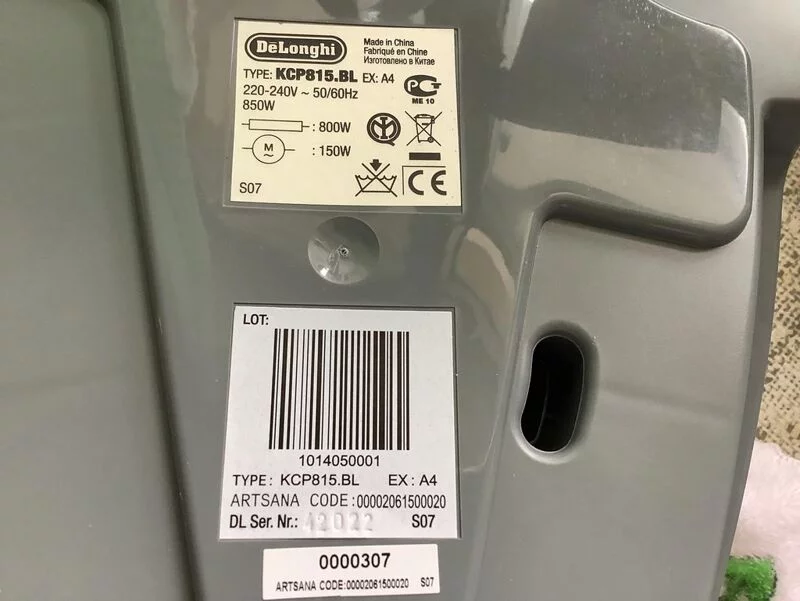 DeLonghi
Made in China
Fabriqué en Chine
Изготовлено в Китае
TYPE: KCP815.BL EX: A4
220-240V ~ 50/60Hz
850W
: 800W
M
~
: 150W
РС
ME 10
S07
CE
LOT:
1014050001
TYPE: KCP815.BL EX: A4
ARTSANA CODE:00002061500020
DL Ser. Nr.: 42022 S07
0000307
ARTSANA CODE:00002061500020 S07